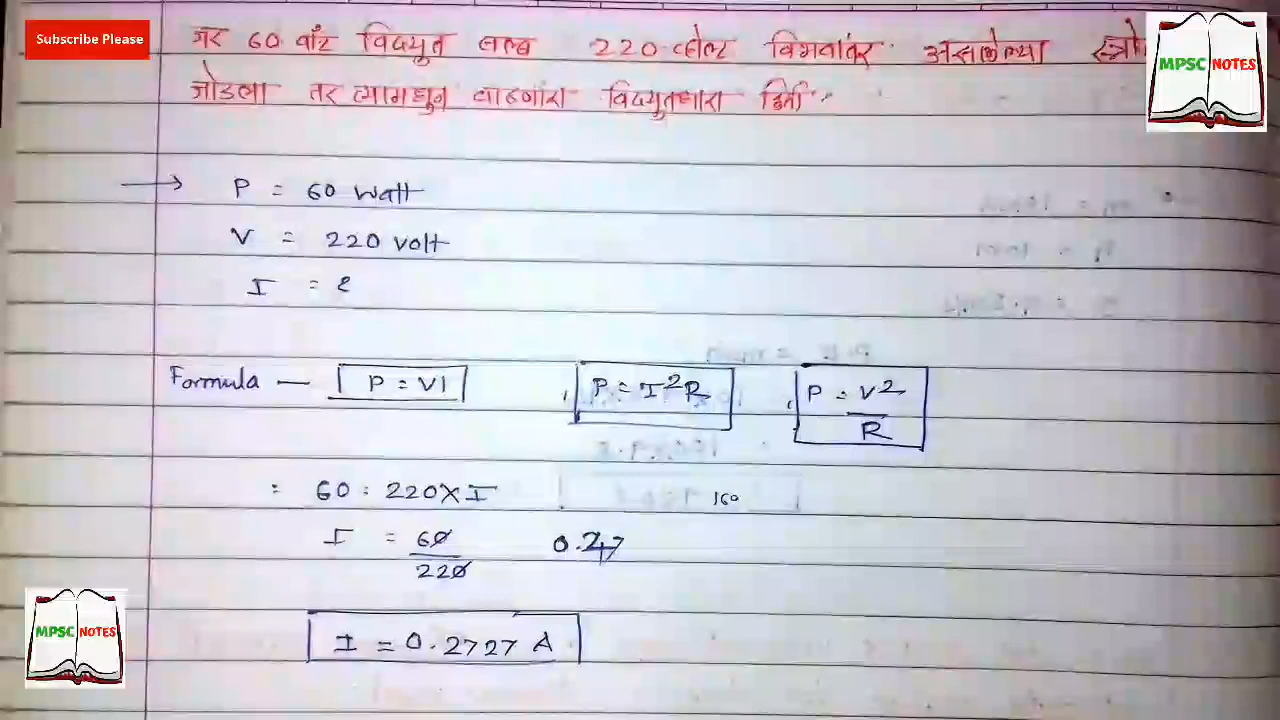 Subscribe Please
जर 60 वॅाट विद्युत बल्ब 220 व्होल्ट विभवांतर असलेल्या
MPSC NOTES
जोडला तर त्यामधुन वाहणारा विद्युतधारा किती
→ P = 60 watt
V = 220 volt
I = ?
Formula — P = VI , P = I²R , P = V²/R
= 60 = 220 × I
160
I = 60/220 0.27
I = 0.2727 A
MPSC NOTES